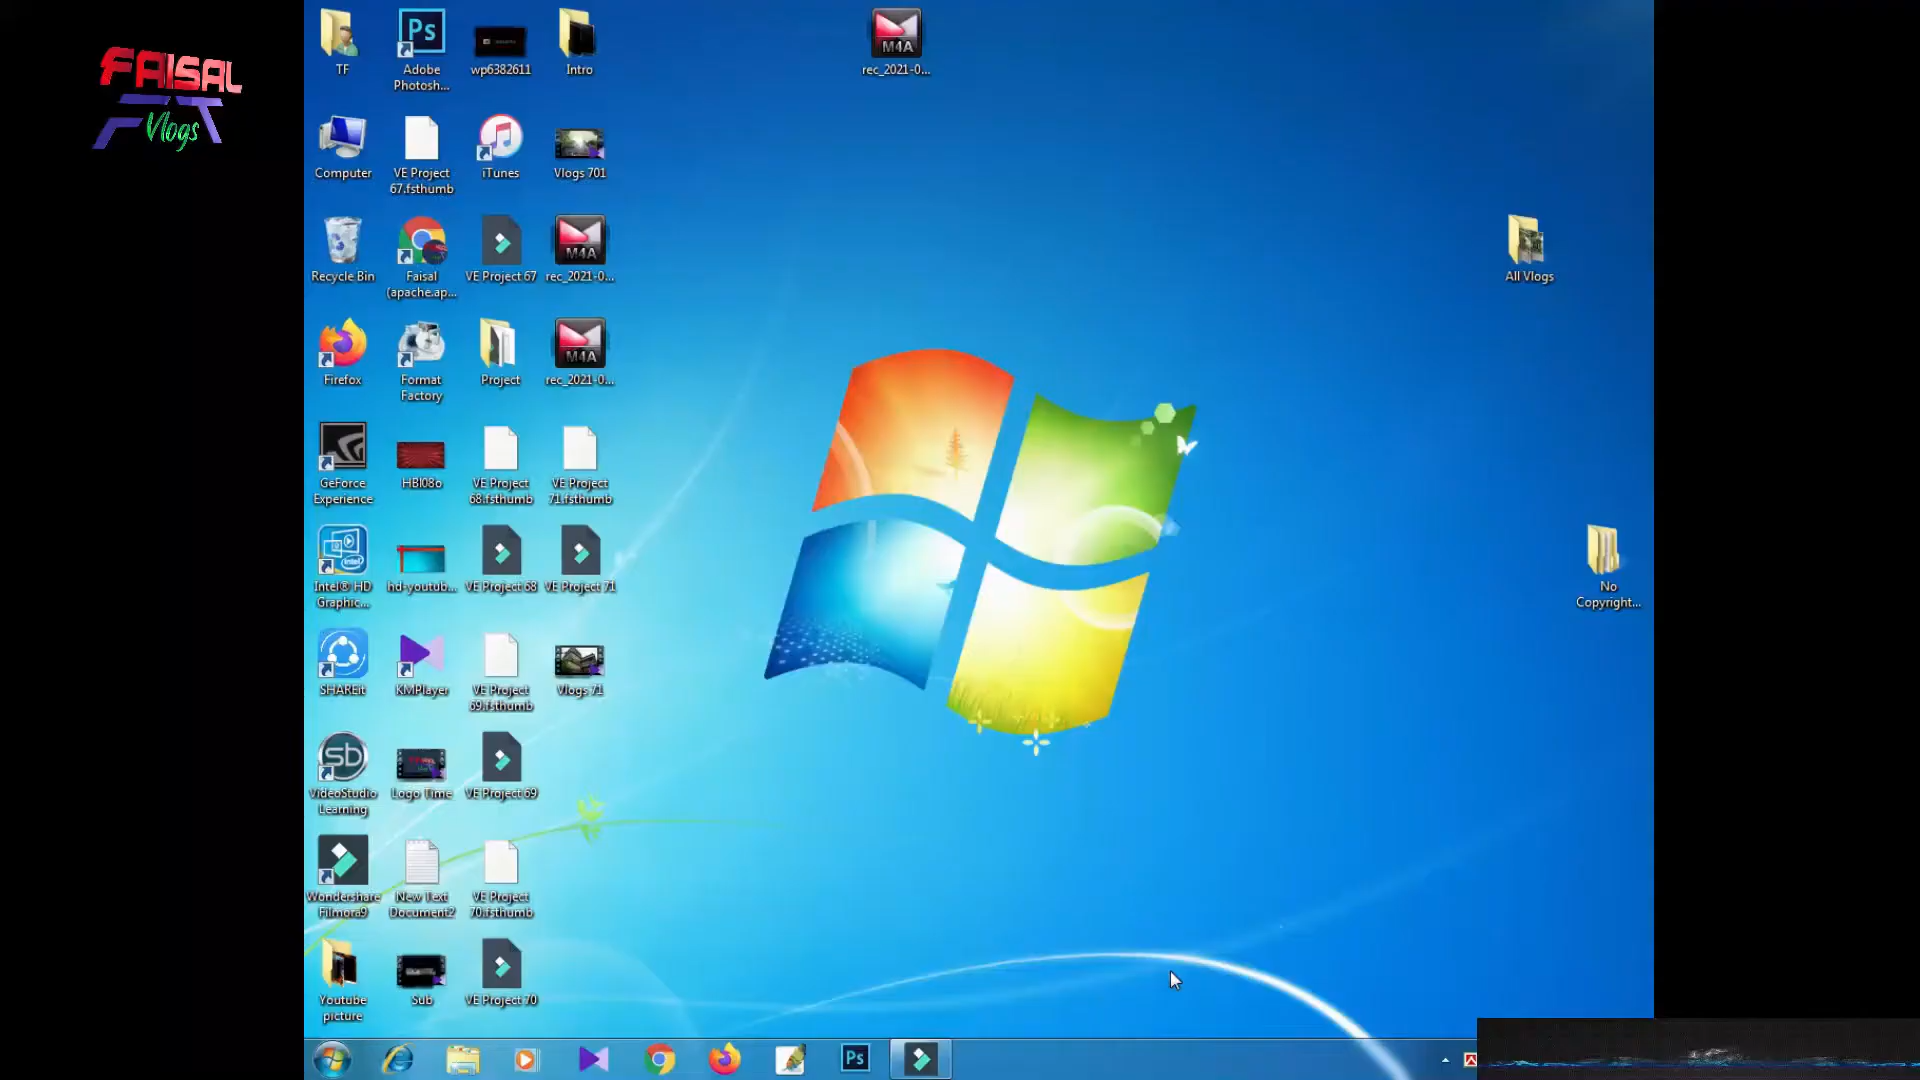 FAISAL
Vlogs
TF
Adobe
Photosh...
wp6382611
Intro
rec_2021-0...
M4A
Computer
VE Project
67.fsthumb
iTunes
Vlogs 701
Recycle Bin
Faisal
(apache.ap...
VE Project 67
M4A
rec_2021-0...
All Vlogs
Firefox
Format
Factory
Project
M4A
rec_2021-0...
GeForce
Experience
HBI08o
VE Project
68.fsthumb
VE Project
71.fsthumb
Intel® HD
Graphic...
hd-youtub...
VE Project 68
VE Project 71
No
Copyright...
SHAREit
KMPlayer
VE Project
69.fsthumb
Vlogs 71
VideoStudio
Learning
Logo Time
VE Project 69
Wondershare
Filmora9
New Text
Document2
VE Project
70.fsthumb
Youtube
picture
Sub
VE Project 70
Ps
Ps
sb